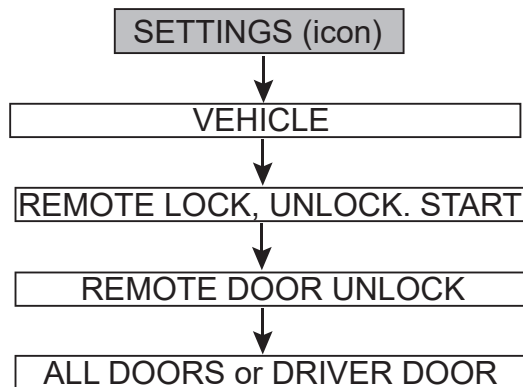 SETTINGS (icon)
VEHICLE
REMOTE LOCK, UNLOCK. START
REMOTE DOOR UNLOCK
ALL DOORS or DRIVER DOOR